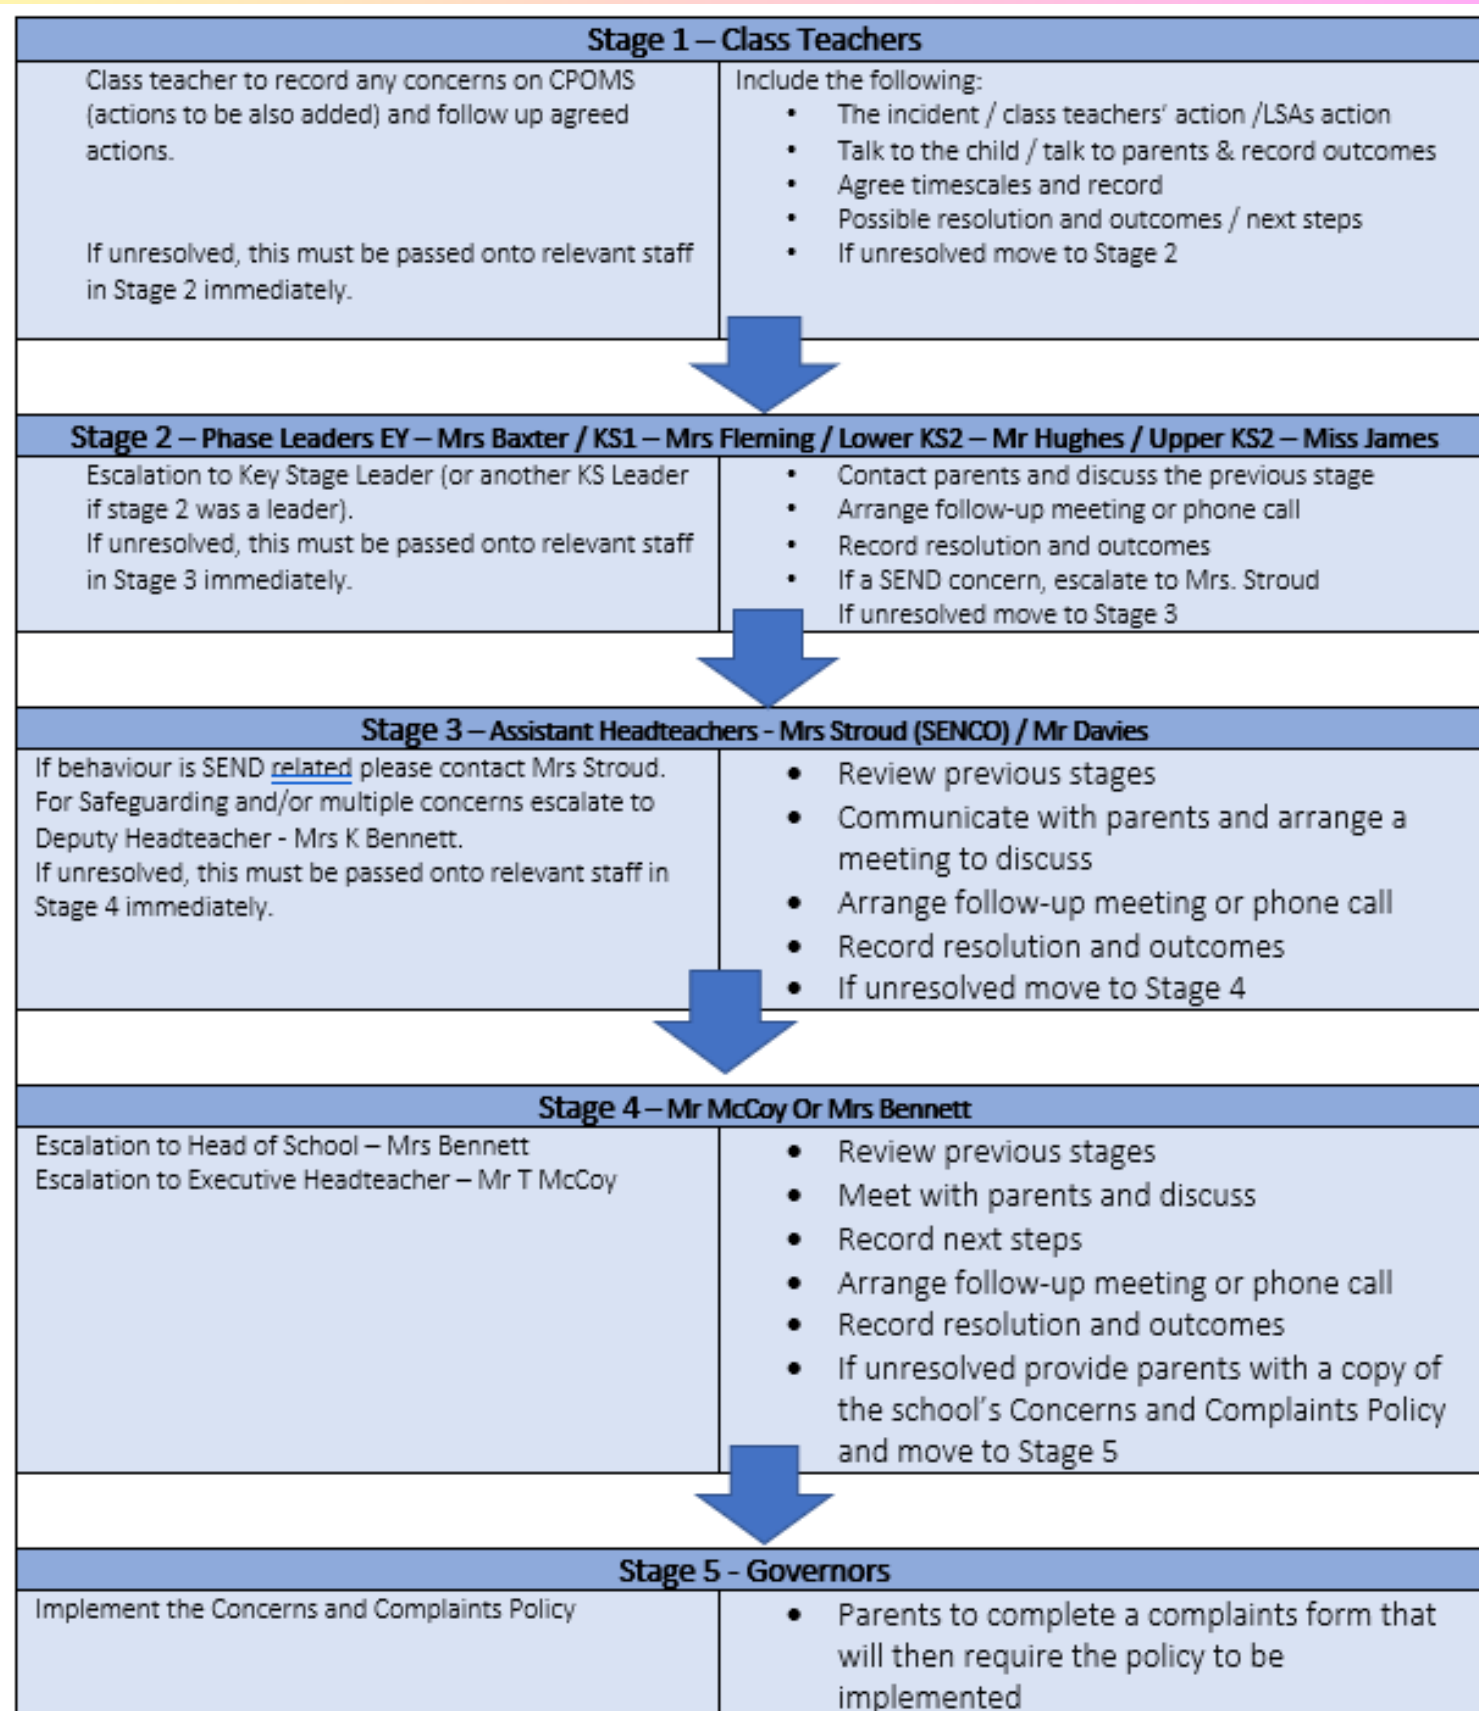 Stage 1 – Class Teachers
Class teacher to record any concerns on CPOMS
(actions to be also added) and follow up agreed
actions.
If unresolved, this must be passed onto relevant staff
in Stage 2 immediately.
Include the following:
• The incident / class teachers’ action /LSAs action
• Talk to the child / talk to parents & record outcomes
• Agree timescales and record
• Possible resolution and outcomes / next steps
• If unresolved move to Stage 2
Stage 2 – Phase Leaders EY – Mrs Baxter / KS1 – Mrs Fleming / Lower KS2 – Mr Hughes / Upper KS2 – Miss James
Escalation to Key Stage Leader (or another KS Leader
if stage 2 was a leader).
If unresolved, this must be passed onto relevant staff
in Stage 3 immediately.
• Contact parents and discuss the previous stage
• Arrange follow-up meeting or phone call
• Record resolution and outcomes
• If a SEND concern, escalate to Mrs. Stroud
If unresolved move to Stage 3
Stage 3 – Assistant Headteachers - Mrs Stroud (SENCO) / Mr Davies
If behaviour is SEND related please contact Mrs Stroud.
For Safeguarding and/or multiple concerns escalate to
Deputy Headteacher - Mrs K Bennett.
If unresolved, this must be passed onto relevant staff in
Stage 4 immediately.
• Review previous stages
• Communicate with parents and arrange a
meeting to discuss
• Arrange follow-up meeting or phone call
• Record resolution and outcomes
• If unresolved move to Stage 4
Stage 4 – Mr McCoy Or Mrs Bennett
Escalation to Head of School – Mrs Bennett
Escalation to Executive Headteacher – Mr T McCoy
• Review previous stages
• Meet with parents and discuss
• Record next steps
• Arrange follow-up meeting or phone call
• Record resolution and outcomes
• If unresolved provide parents with a copy of
the school’s Concerns and Complaints Policy
and move to Stage 5
Stage 5 - Governors
Implement the Concerns and Complaints Policy
• Parents to complete a complaints form that
will then require the policy to be
implemented